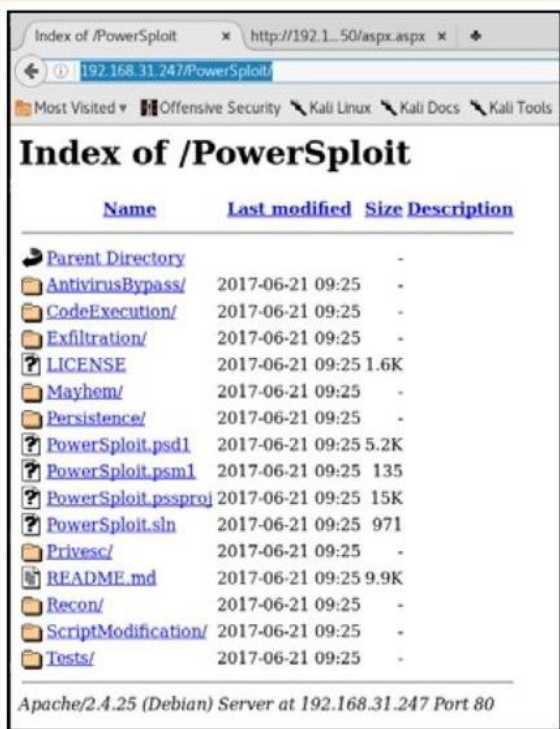 Index of /PowerSploit × http://192.1...50/aspx.aspx ×
192.168.31.247/PowerSploit/
Most Visited Offensive Security Kali Linux Kali Docs Kali Tools
Index of /PowerSploit
Name Last modified Size Description
Parent Directory -
AntivirusBypass/ 2017-06-21 09:25 -
CodeExecution/ 2017-06-21 09:25 -
Exfiltration/ 2017-06-21 09:25 -
LICENSE 2017-06-21 09:25 1.6K
Mayhem/ 2017-06-21 09:25 -
Persistence/ 2017-06-21 09:25 -
PowerSploit.psd1 2017-06-21 09:25 5.2K
PowerSploit.psm1 2017-06-21 09:25 135
PowerSploit.pssproj 2017-06-21 09:25 15K
PowerSploit.sln 2017-06-21 09:25 971
Privesc/ 2017-06-21 09:25 -
README.md 2017-06-21 09:25 9.9K
Recon/ 2017-06-21 09:25 -
ScriptModification/ 2017-06-21 09:25 -
Tests/ 2017-06-21 09:25 -
Apache/2.4.25 (Debian) Server at 192.168.31.247 Port 80